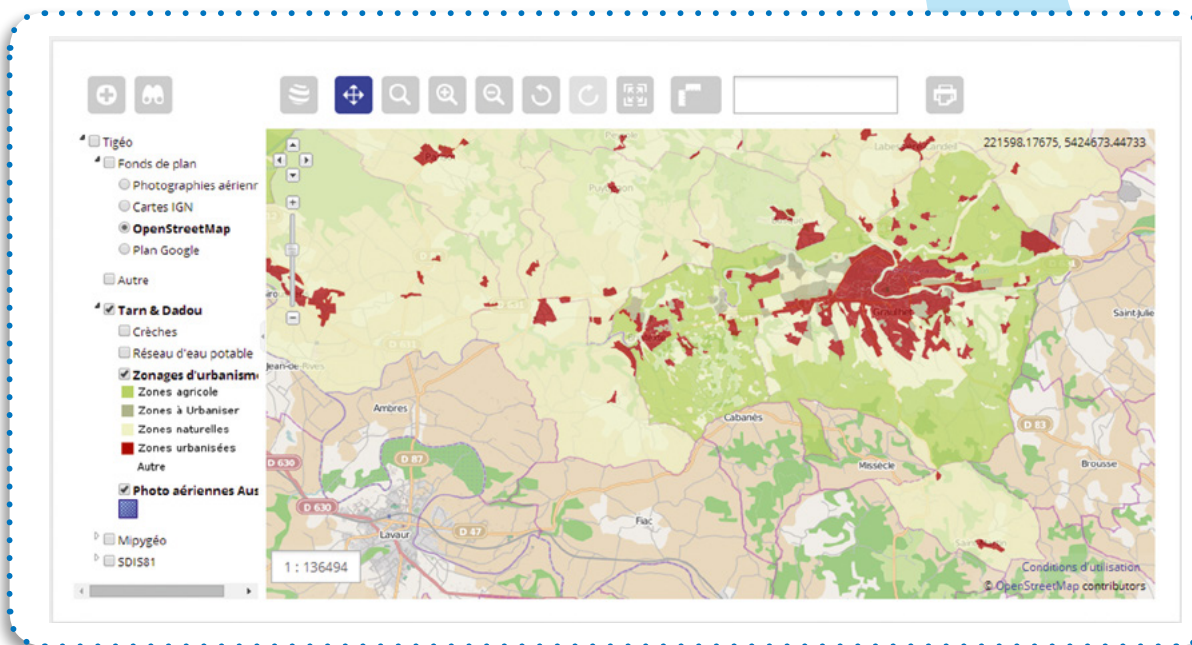 Tigéo
Fonds de plan
Photographies aérienr
Cartes IGN
OpenStreetMap
Plan Google
Autre
Tarn & Dadou
Crèches
Réseau d'eau potable
Zonages d'urbanism
Zones agricole
Zones à Urbaniser
Zones naturelles
Zones urbanisées
Autre
Photo aériennes Aus
Mipygéo
SDIS81
221598.17675, 5424673.44733
Saint-Julie
Ambres
Cabanès
D 83
D 87
D 630
Missècle
Brousse
D 630
Lavaur
D 47
Fiac
1 : 136494
Conditions d'utilisation
© OpenStreetMap contributors